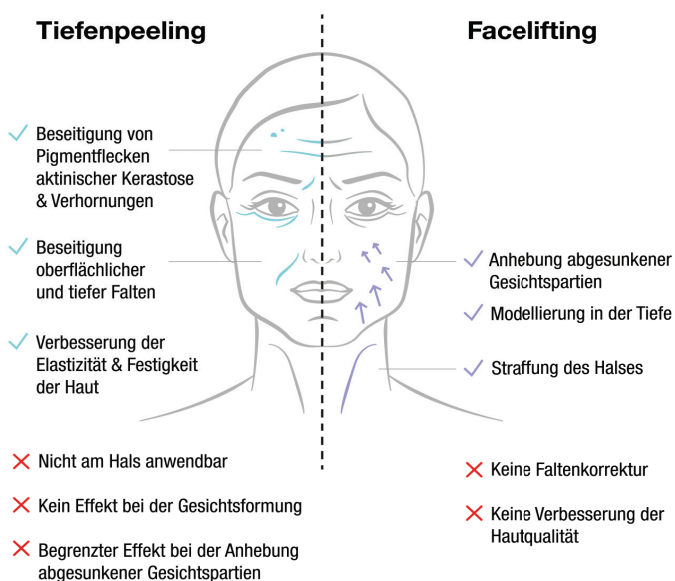 Tiefenpeeling
Beseitigung von
Pigmentflecken
aktinischer Kerastose
& Verhornungen
Beseitigung
oberflächlicher
und tiefer Falten
Verbesserung der
Elastizität & Festigkeit
der Haut
Nicht am Hals anwendbar
Kein Effekt bei der Gesichtsformung
Begrenzter Effekt bei der Anhebung
abgesunkener Gesichtspartien
Facelifting
Anhebung abgesunkener
Gesichtspartien
Modellierung in der Tiefe
Straffung des Halses
Keine Faltenkorrektur
Keine Verbesserung der
Hautqualität